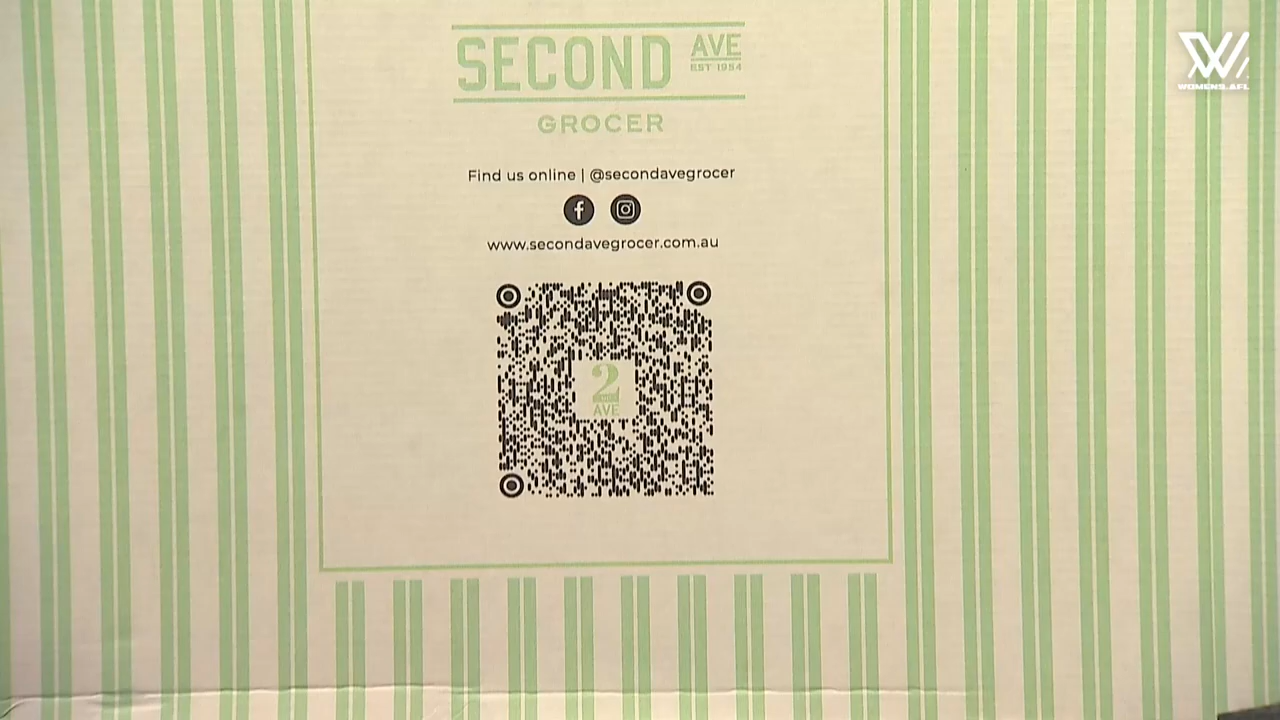 SECOND AVE
EST 1954
GROCER
Find us online | @secondavegrocer
www.secondavegrocer.com.au
2
AVE
W
WOMENS.AFL